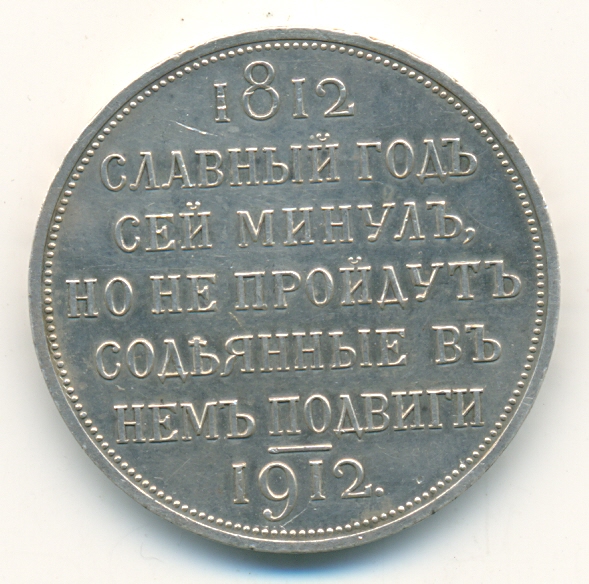 1812
СЛАВНЫЙ ГОДЪ
СЕЙ МИНУЛЪ,
НО НЕ ПРОЙДУТЪ
СОДѢЯННЫЕ ВЪ
НЕМЪ ПОДВИГИ
1912.